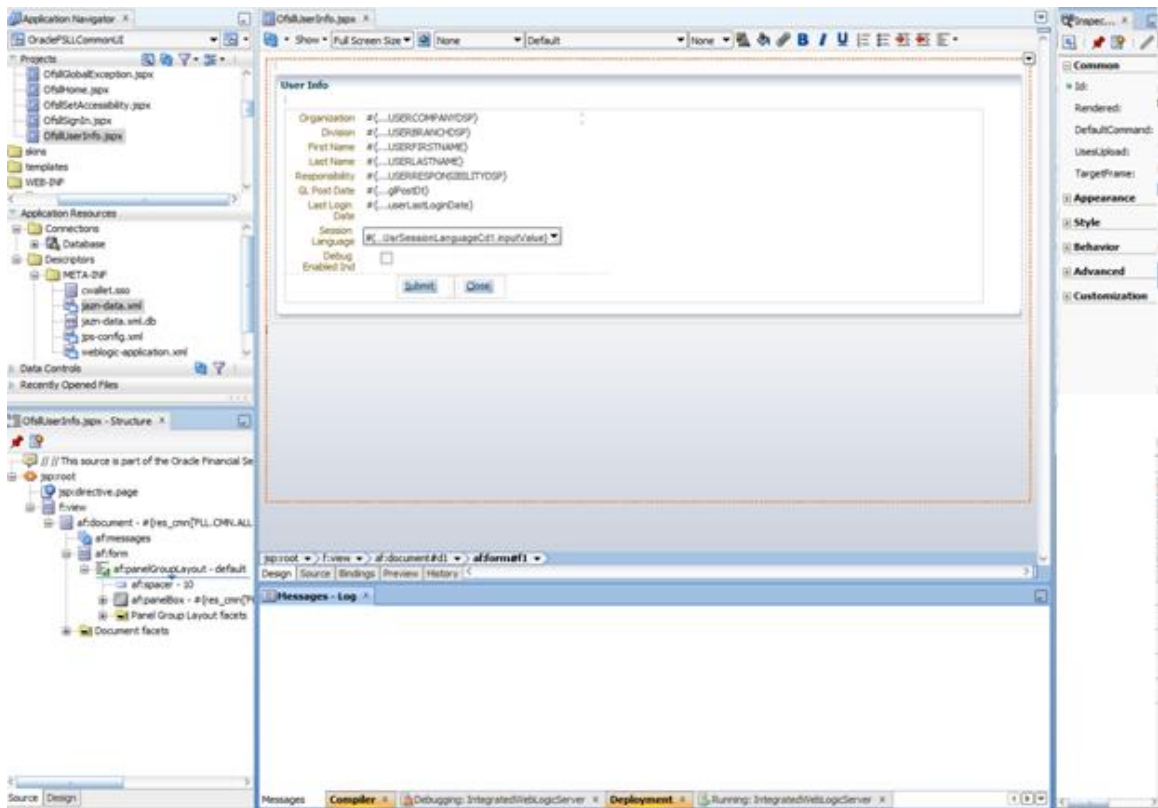 Application Navigator
OraclePSLLCommonUI
Projects
OfsllGlobalException.jspx
OfsllHome.jspx
OfsllSetAccessibility.jspx
OfsllSignIn.jspx
OfsllUserInfo.jspx
skins
templates
WEB-INF
Application Resources
Connections
Database
Descriptors
META-INF
cwallet.sso
jazn-data.xml
jazn-data.xml.db
jps-config.xml
weblogic-application.xml
Data Controls
Recently Opened Files
OfsllUserInfo.jspx - Structure
// //This source is part of the Oracle Financial Se
jsp:root
jsp:directive.page
f:view
af:document - #{res_cmn['PLL.CMN.ALL
af:messages
af:form
af:panelGroupLayout - default
af:spacer - 10
af:panelBox - #{res_cmn['P
Panel Group Layout facets
Document facets
Source Design
OfsllUserInfo.jspx
Show Full Screen Size None Default None B I U
User Info
Organization #{...USERCOMPANYDSP}
Division #{...USERBRANCHDSP}
First Name #{...USERFIRSTNAME}
Last Name #{...USERLASTNAME}
Responsibility #{...USERRESPONSIBILITYDSP}
GL Post Date #{...glPostDt}
Last Login Date #{...userLastLoginDate}
Session Language #{...UsrSessionLanguageCd1.inputValue}
Debug Enabled Ind
Submit Close
jsp:root f:view af:document#d1 af:form#f1
Design Source Bindings Preview History
Messages - Log
Messages Compiler Debugging: IntegratedWebLogicServer Deployment Running: IntegratedWebLogicServer
Inspec...
Common
Id:
Rendered:
DefaultCommand:
UsesUpload:
TargetFrame:
Appearance
Style
Behavior
Advanced
Customization